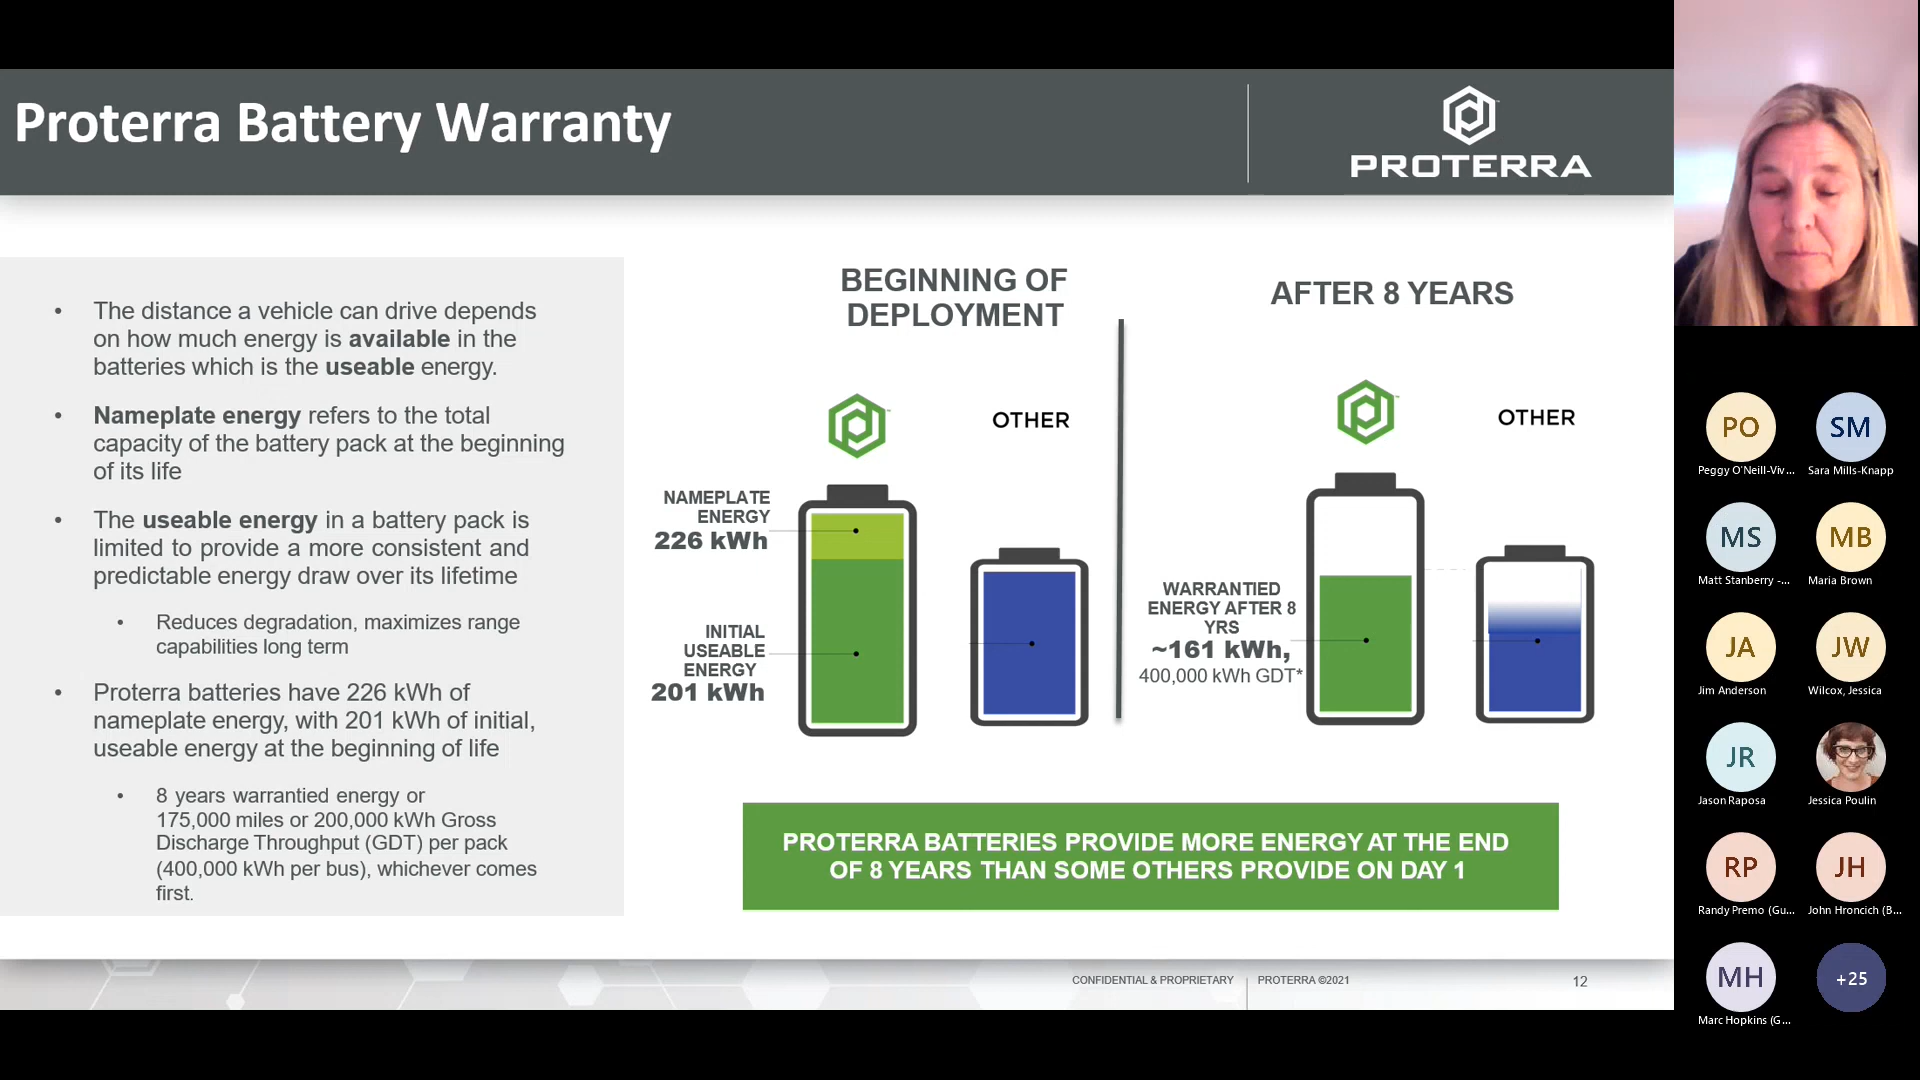 Proterra Battery Warranty
PROTERRA
• The distance a vehicle can drive depends
on how much energy is available in the
batteries which is the useable energy.
• Nameplate energy refers to the total
capacity of the battery pack at the beginning
of its life
• The useable energy in a battery pack is
limited to provide a more consistent and
predictable energy draw over its lifetime
• Reduces degradation, maximizes range
capabilities long term
• Proterra batteries have 226 kWh of
nameplate energy, with 201 kWh of initial,
useable energy at the beginning of life
• 8 years warrantied energy or
175,000 miles or 200,000 kWh Gross
Discharge Throughput (GDT) per pack
(400,000 kWh per bus), whichever comes
first.
BEGINNING OF
DEPLOYMENT
OTHER
NAMEPLATE
ENERGY
226 kWh
INITIAL
USEABLE
ENERGY
201 kWh
AFTER 8 YEARS
OTHER
WARRANTIED
ENERGY AFTER 8
YRS
~161 kWh,
400,000 kWh GDT*
PROTERRA BATTERIES PROVIDE MORE ENERGY AT THE END
OF 8 YEARS THAN SOME OTHERS PROVIDE ON DAY 1
CONFIDENTIAL & PROPRIETARY
PROTERRA ©2021
12
PO
Peggy O'Neill-Viv...
SM
Sara Mills-Knapp
MS
Matt Stanberry -...
MB
Maria Brown
JA
Jim Anderson
JW
Wilcox, Jessica
JR
Jason Raposa
Jessica Poulin
RP
Randy Premo (Gu...
JH
John Hroncich (B...
MH
Marc Hopkins (G...
+25